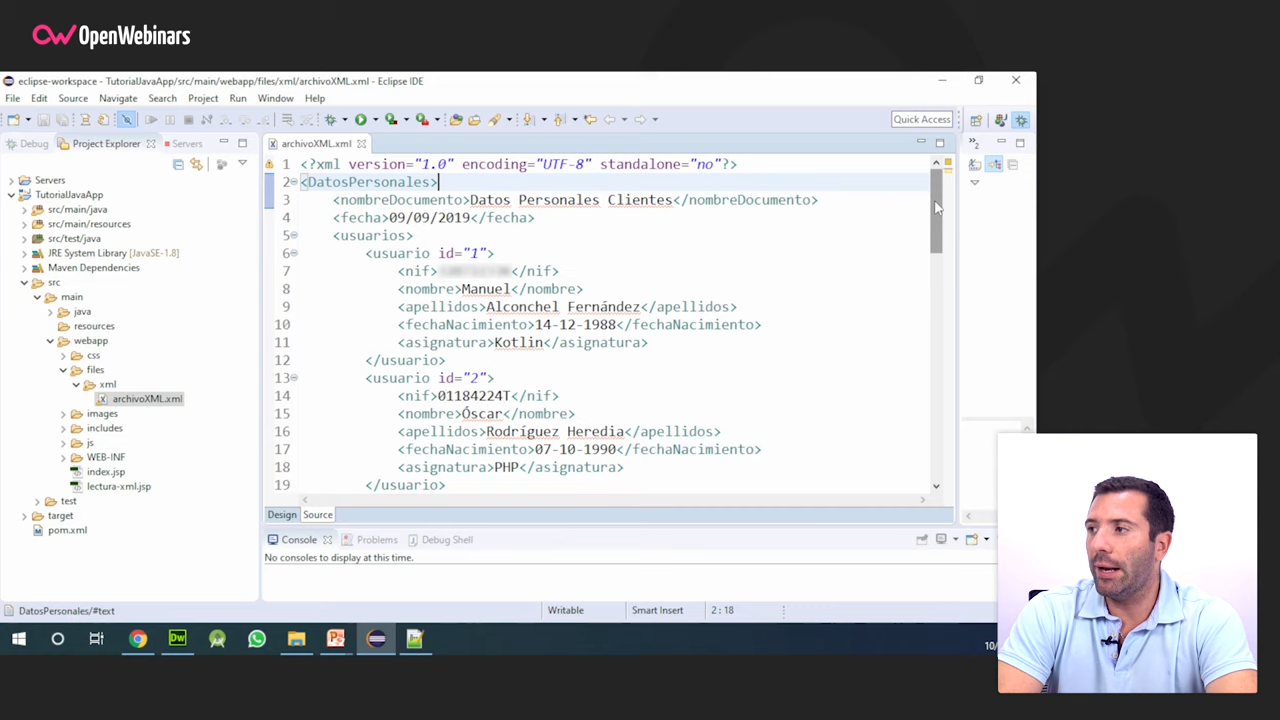 OpenWebinars
eclipse-workspace - TutorialJavaApp/src/main/webapp/files/xml/archivoXML.xml - Eclipse IDE
File Edit Source Navigate Search Project Run Window Help
Quick Access
Debug Project Explorer Servers
archivoXML.xml
Servers
TutorialJavaApp
src/main/java
src/main/resources
src/test/java
JRE System Library [JavaSE-1.8]
Maven Dependencies
src
main
java
resources
webapp
css
files
xml
archivoXML.xml
images
includes
js
WEB-INF
index.jsp
lectura-xml.jsp
test
target
pom.xml
1 <?xml version="1.0" encoding="UTF-8" standalone="no"?>
2 <DatosPersonales>
3 <nombreDocumento>Datos Personales Clientes</nombreDocumento>
4 <fecha>09/09/2019</fecha>
5 <usuarios>
6 <usuario id="1">
7 <nif></nif>
8 <nombre>Manuel</nombre>
9 <apellidos>Alconchel Fernández</apellidos>
10 <fechaNacimiento>14-12-1988</fechaNacimiento>
11 <asignatura>Kotlin</asignatura>
12 </usuario>
13 <usuario id="2">
14 <nif>01184224T</nif>
15 <nombre>Óscar</nombre>
16 <apellidos>Rodríguez Heredia</apellidos>
17 <fechaNacimiento>07-10-1990</fechaNacimiento>
18 <asignatura>PHP</asignatura>
19 </usuario>
Design Source
Console Problems Debug Shell
No consoles to display at this time.
DatosPersonales/#text Writable Smart Insert 2 : 18
Dw
10/